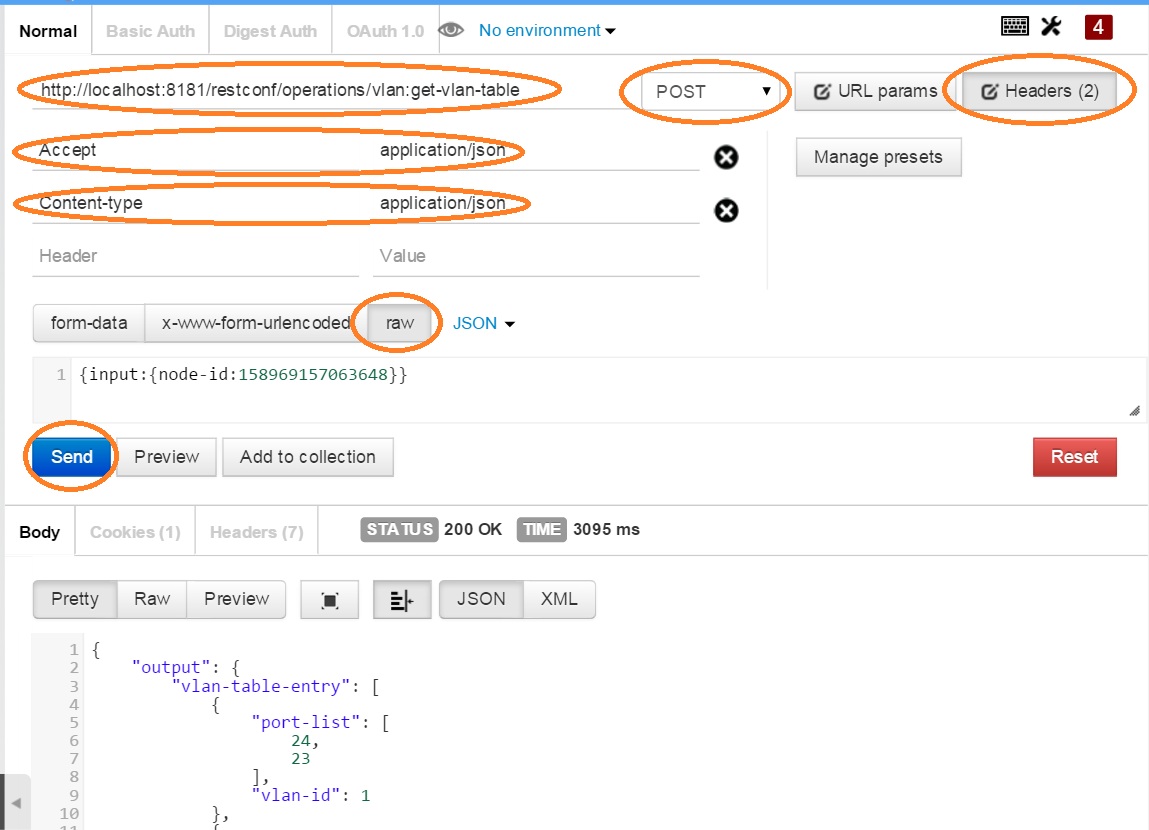 Normal Basic Auth Digest Auth OAuth 1.0 No environment 4
http://localhost:8181/restconf/operations/vlan:get-vlan-table POST URL params Headers (2)
Accept application/json
Manage presets
Content-type application/json
Header Value
form-data x-www-form-urlencoded raw JSON
1 {input:{node-id:158969157063648}}
Send Preview Add to collection Reset
Body Cookies (1) Headers (7) STATUS 200 OK TIME 3095 ms
Pretty Raw Preview JSON XML
1 {
2 "output": {
3 "vlan-table-entry": [
4 {
5 "port-list": [
6 24,
7 23
8 ],
9 "vlan-id": 1
10 },
11 {